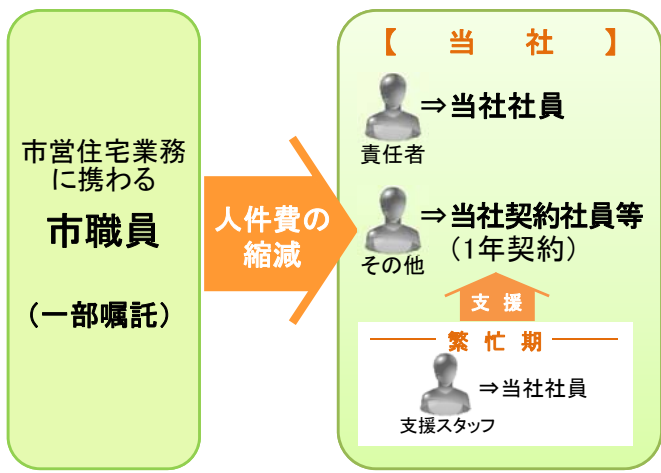 市営住宅業務
に携わる
市職員
（一部嘱託）
人件費の
縮減
【　当　社　】
⇒当社社員
責任者
⇒当社契約社員等
（1年契約）
その他
支 援
繁 忙 期
⇒当社社員
支援スタッフ